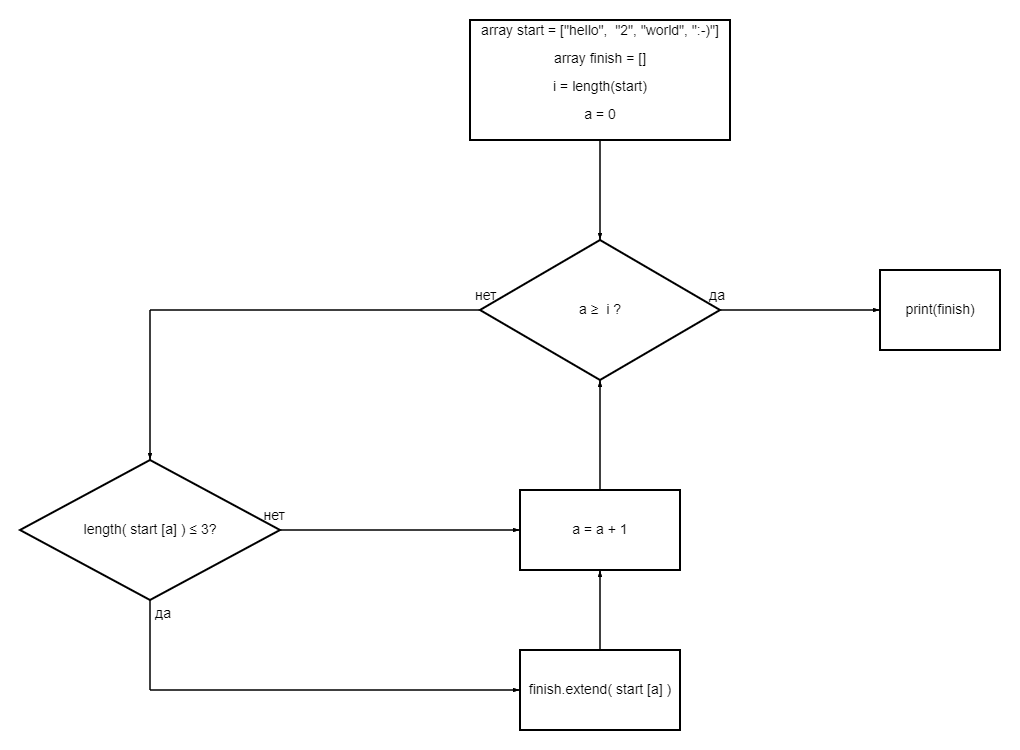 array start = ["hello",  "2", "world", ":-)"]
array finish = []
i = length(start)
a = 0
нет
a ≥  i ?
да
print(finish)
length( start [a] ) ≤ 3?
нет
a = a + 1
да
finish.extend( start [a] )